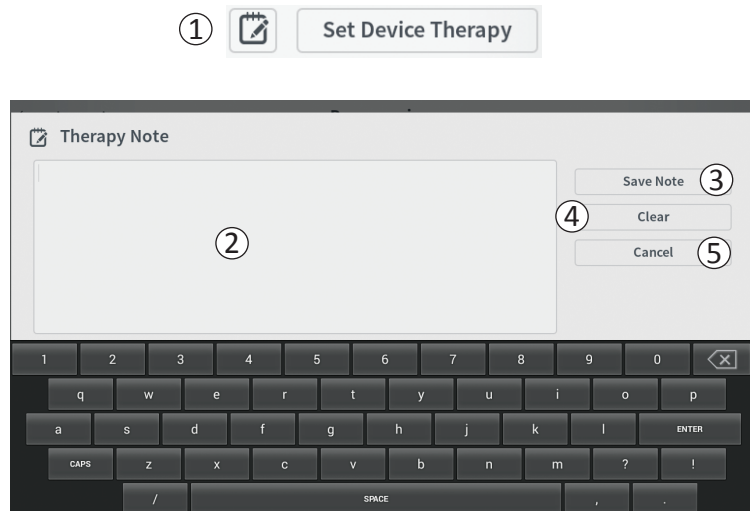 ① Set Device Therapy
Therapy Note
Save Note ③
④ Clear
②
Cancel ⑤
1 2 3 4 5 6 7 8 9 0
q w e r t y u i o p
a s d f g h j k l ENTER
CAPS z x c v b n m ? !
/ SPACE , .